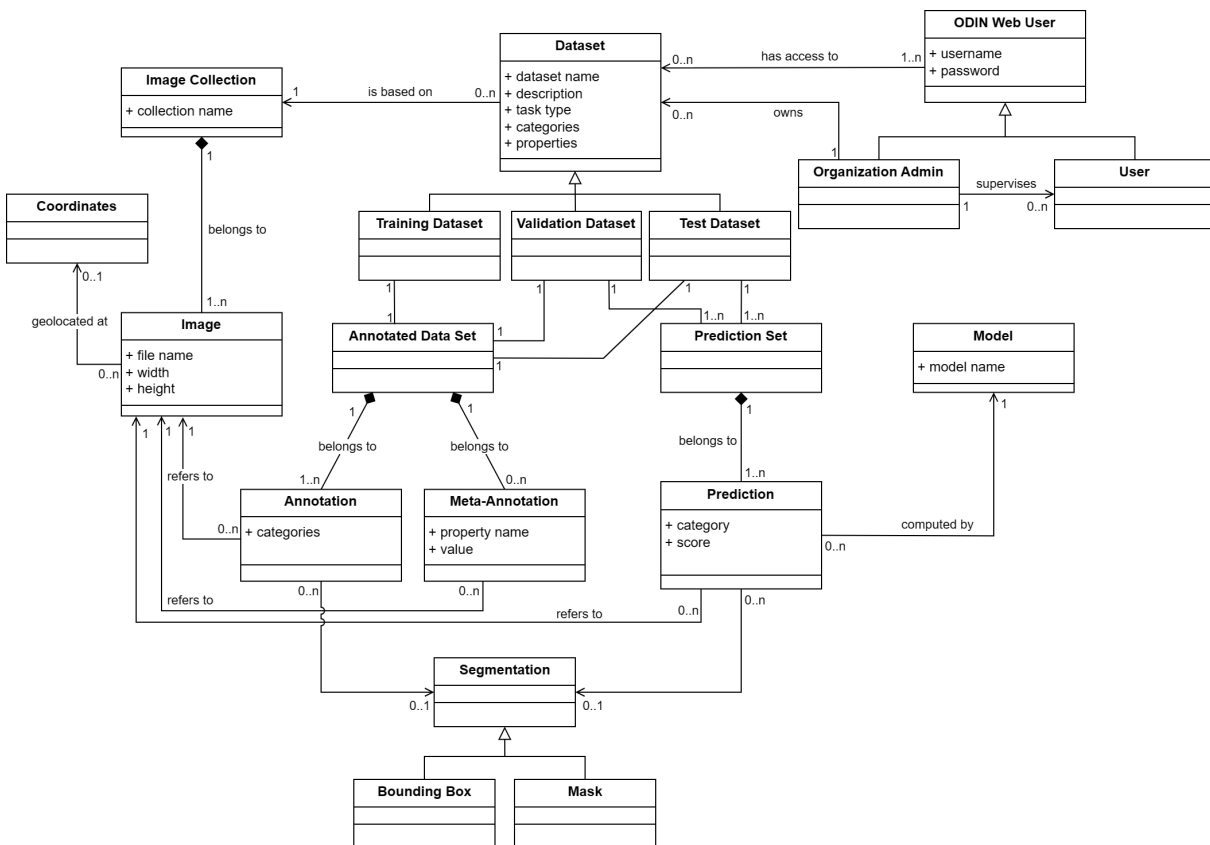 ODIN Web User
+ username
+ password
Dataset
+ dataset name
+ description
+ task type
+ categories
+ properties
0..n
has access to
1..n
Image Collection
+ collection name
1
is based on
0..n
0..n
owns
1
1
Organization Admin
supervises
1
0..n
User
Coordinates
0..1
geolocated at
0..n
belongs to
1..n
Training Dataset
Validation Dataset
Test Dataset
1
1
1
1
1
1
1
1
1..n
1..n
Image
+ file name
+ width
+ height
Annotated Data Set
Prediction Set
Model
+ model name
1
1
1
1
1
1
1
belongs to
belongs to
belongs to
refers to
1..n
0..n
1..n
Annotation
+ categories
0..n
Meta-Annotation
+ property name
+ value
Prediction
+ category
+ score
computed by
0..n
0..n
0..n
0..n
0..n
refers to
refers to
Segmentation
0..1
0..1
Bounding Box
Mask